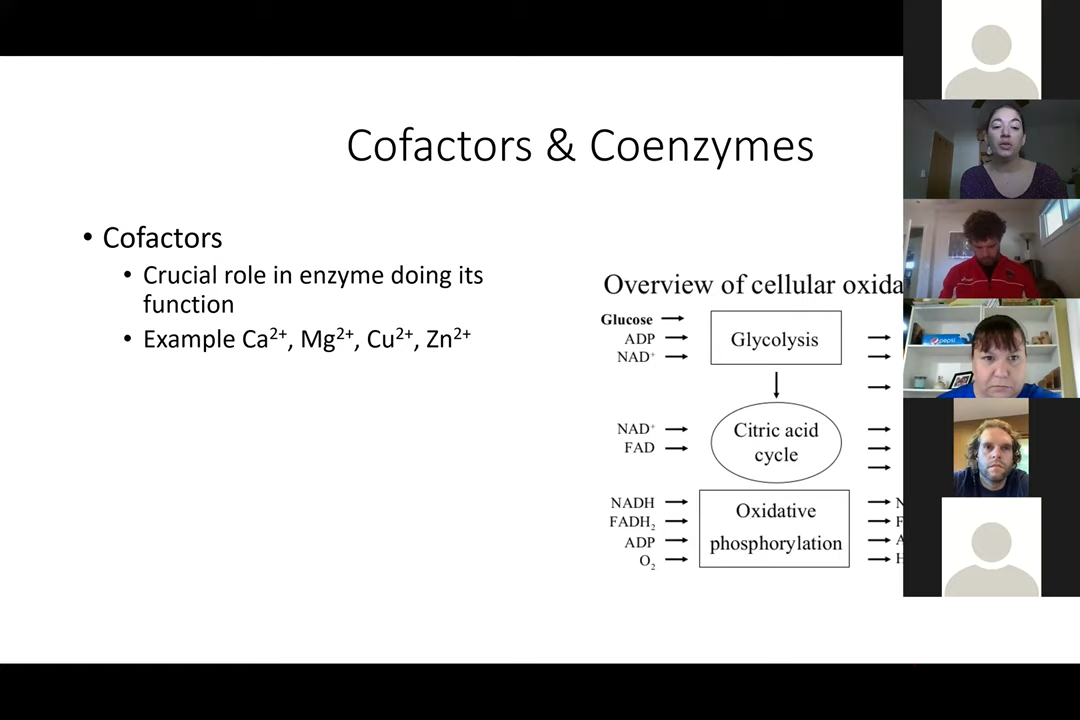 Cofactors & Coenzymes
• Cofactors
• Crucial role in enzyme doing its
function
• Example Ca²⁺, Mg²⁺, Cu²⁺, Zn²⁺
Overview of cellular oxida
Glucose
ADP
NAD⁺
Glycolysis
NAD⁺
FAD
Citric acid
cycle
NADH
FADH₂
ADP
O₂
Oxidative
phosphorylation
N
F
A
H
pepsi